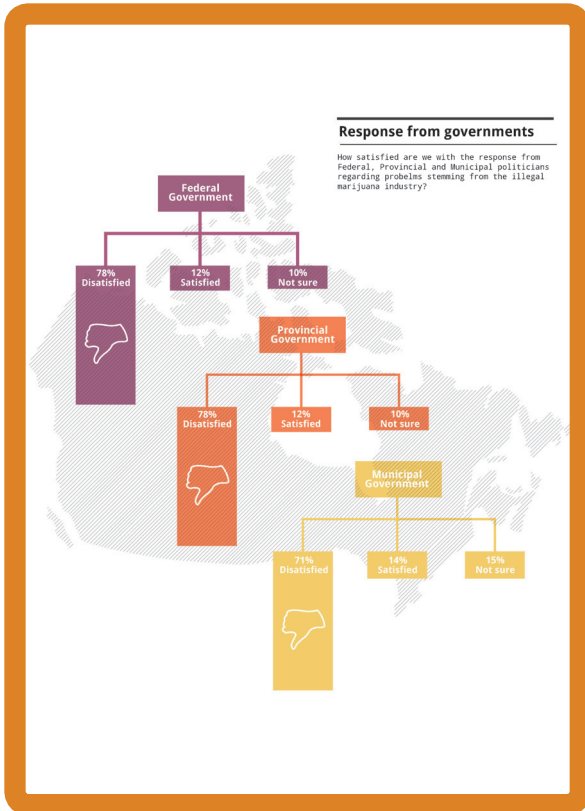 Response from governments
How satisfied are we with the response from
Federal, Provincial and Municipal politicians
regarding probelms stemming from the illegal
marijuana industry?
Federal
Government
78%
Disatisfied
12%
Satisfied
10%
Not sure
Provincial
Government
78%
Disatisfied
12%
Satisfied
10%
Not sure
Municipal
Government
71%
Disatisfied
14%
Satisfied
15%
Not sure